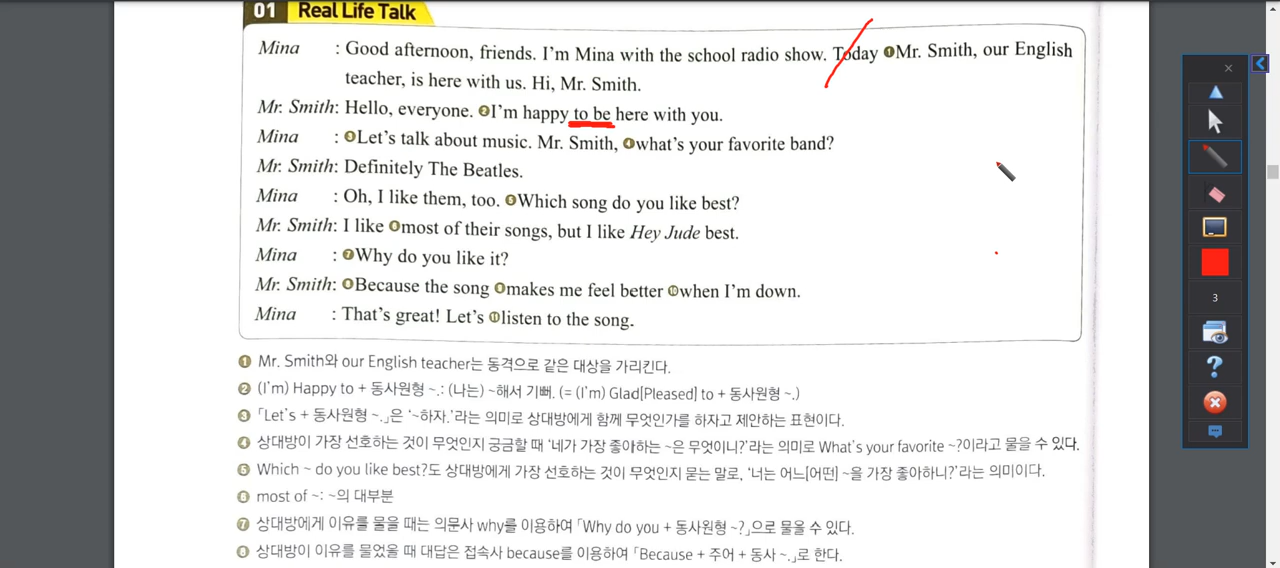 01 Real Life Talk
Mina : Good afternoon, friends. I'm Mina with the school radio show. Today ❶Mr. Smith, our English
teacher, is here with us. Hi, Mr. Smith.
Mr. Smith: Hello, everyone. ❷I'm happy to be here with you.
Mina : ❸Let's talk about music. Mr. Smith, ❹what's your favorite band?
Mr. Smith: Definitely The Beatles.
Mina : Oh, I like them, too. ❺Which song do you like best?
Mr. Smith: I like ❻most of their songs, but I like Hey Jude best.
Mina : ❼Why do you like it?
Mr. Smith: ❽Because the song ❾makes me feel better ❿when I'm down.
Mina : That's great! Let's ⓫listen to the song.
❶ Mr. Smith와 our English teacher는 동격으로 같은 대상을 가리킨다.
❷ (I'm) Happy to + 동사원형 ~.: (나는) ~해서 기뻐. (= (I'm) Glad[Pleased] to + 동사원형 ~.)
❸ 「Let's + 동사원형 ~.」은 '~하자.'라는 의미로 상대방에게 함께 무엇인가를 하자고 제안하는 표현이다.
❹ 상대방이 가장 선호하는 것이 무엇인지 궁금할 때 '네가 가장 좋아하는 ~은 무엇이니?'라는 의미로 What's your favorite ~?이라고 물을 수 있다.
❺ Which ~ do you like best?도 상대방에게 가장 선호하는 것이 무엇인지 묻는 말로, '너는 어느[어떤] ~을 가장 좋아하니?'라는 의미이다.
❻ most of ~: ~의 대부분
❼ 상대방에게 이유를 물을 때는 의문사 why를 이용하여 「Why do you + 동사원형 ~?」으로 물을 수 있다.
❽ 상대방이 이유를 물었을 때 대답은 접속사 because를 이용하여 「Because + 주어 + 동사 ~.」로 한다.
3